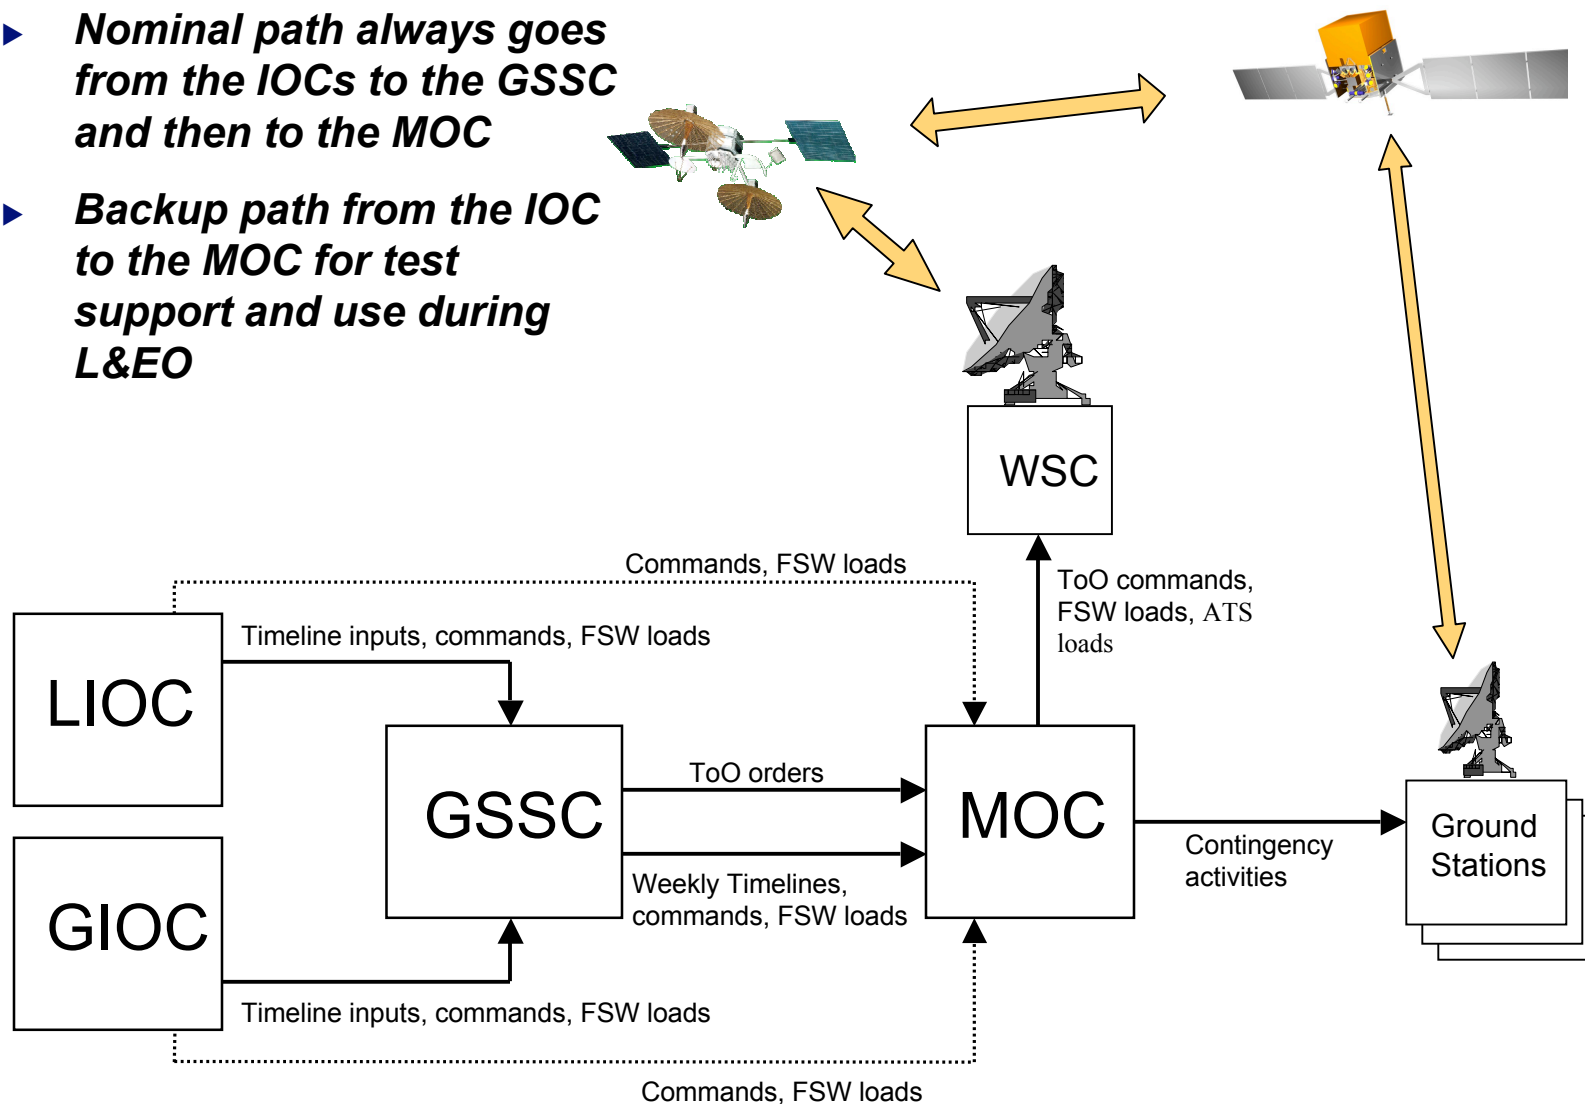 Nominal path always goes
from the IOCs to the GSSC
and then to the MOC
Backup path from the IOC
to the MOC for test
support and use during
L&EO
WSC
Commands, FSW loads
ToO commands,
FSW loads, ATS
loads
Timeline inputs, commands, FSW loads
LIOC
GSSC
ToO orders
MOC
Ground
Stations
Contingency
activities
Weekly Timelines,
commands, FSW loads
GIOC
Timeline inputs, commands, FSW loads
Commands, FSW loads